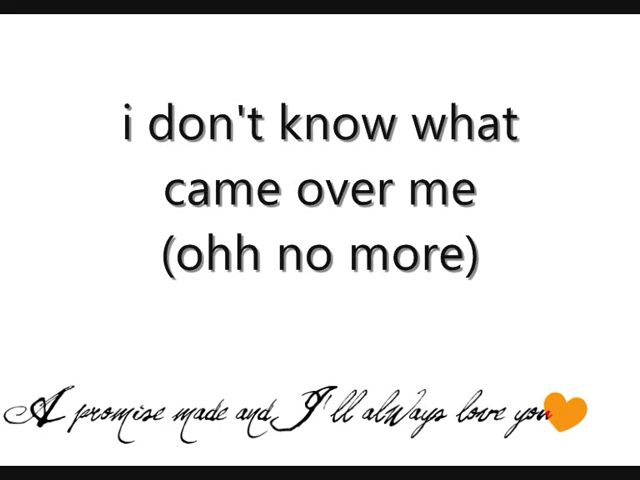 i don't know what
came over me
(ohh no more)
A promise made and I'll alWays love you